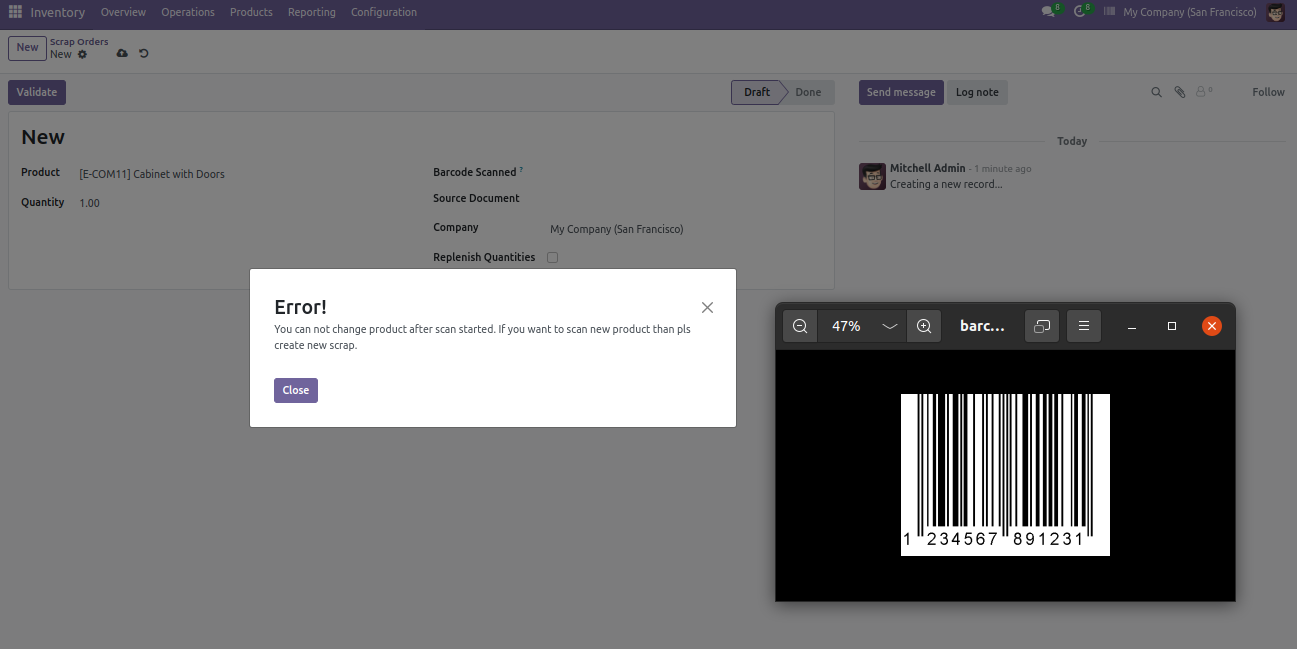 Inventory Overview Operations Products Reporting Configuration 8 8 My Company (San Francisco)
New Scrap Orders
New
Validate Draft Done Send message Log note 0 Follow
New
Product [E-COM11] Cabinet with Doors Barcode Scanned ?
Source Document
Quantity 1.00
Company My Company (San Francisco)
Replenish Quantities
Today
Mitchell Admin - 1 minute ago
Creating a new record...
Error!
You can not change product after scan started. If you want to scan new product than pls
create new scrap.
Close
47% barc...
1 234567 891231